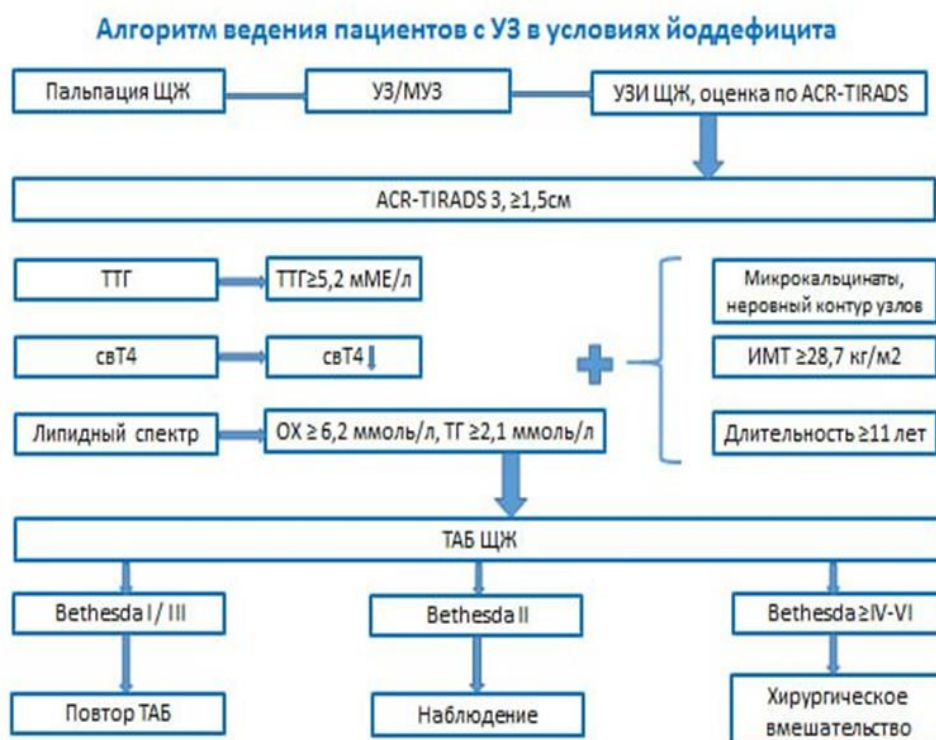 Алгоритм ведения пациентов с УЗ в условиях йоддефицита
Пальпация ЩЖ
УЗ/МУЗ
УЗИ ЩЖ, оценка по ACR-TIRADS
ACR-TIRADS 3, ≥1,5см
ТТГ
ТТГ≥5,2 мМЕ/л
Микрокальцинаты,
неровный контур узлов
свТ4
свТ4
ИМТ ≥28,7 кг/м2
Липидный спектр
ОХ ≥ 6,2 ммоль/л, ТГ ≥2,1 ммоль/л
Длительность ≥11 лет
ТАБ ЩЖ
Bethesda I / III
Bethesda II
Bethesda ≥IV-VI
Повтор ТАБ
Наблюдение
Хирургическое
вмешательство